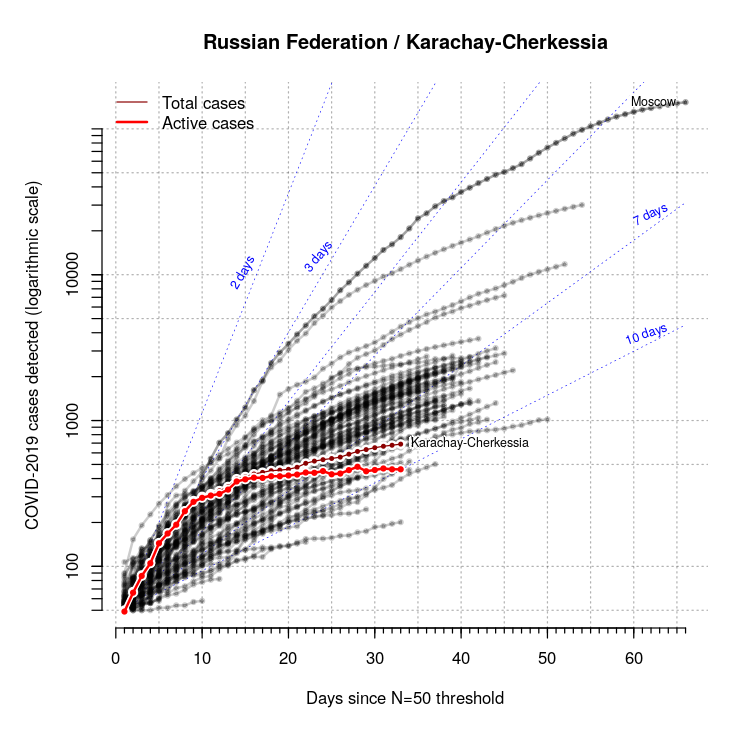 Russian Federation / Karachay-Cherkessia
Total cases
Active cases
Moscow
2 days
3 days
7 days
10 days
Karachay-Cherkessia
COVID-2019 cases detected (logarithmic scale)
10000
1000
100
0 10 20 30 40 50 60
Days since N=50 threshold